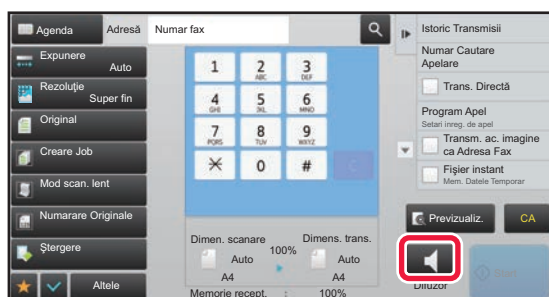 Agenda
Adresă
Numar fax
Expunere
Auto
Rezoluţie
Super fin
Original
Creare Job
Mod scan. lent
Numarare Originale
Ştergere
Altele
1
2
ABC
3
DEF
4
GHI
5
JKL
6
MNO
7
PQRS
8
TUV
9
WXYZ
0
#
C
Dimen. scanare
100%
Dimens. trans.
Auto
Auto
A4
A4
Memorie recept. : 100%
Istoric Transmisii
Numar Cautare
Apelare
Trans. Directă
Program Apel
Setari inreg. de apel
Transm. ac. imagine
ca Adresa Fax
Fişier instant
Mem. Datele Temporar
Previzualiz.
CA
Difuzor
Start